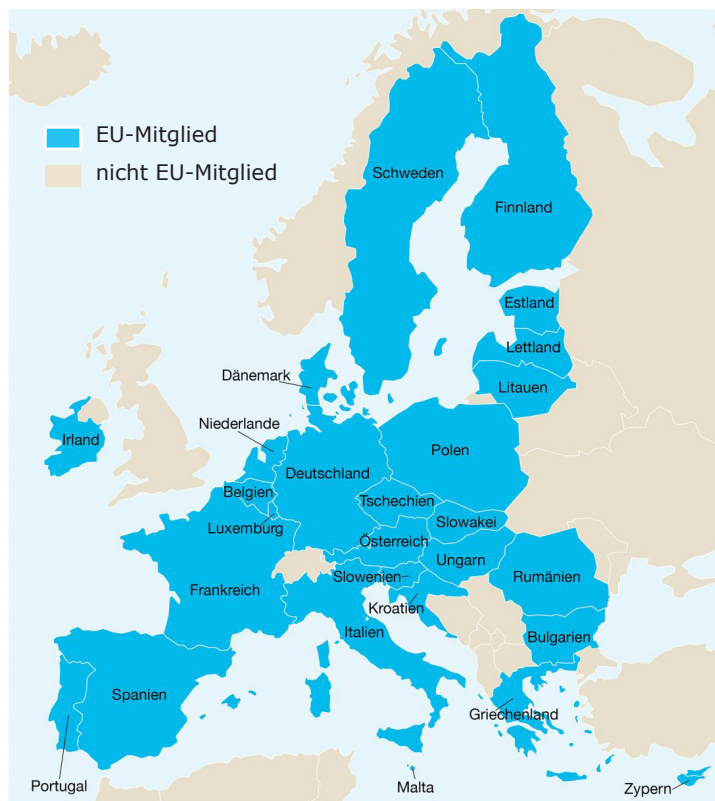 EU-Mitglied
nicht EU-Mitglied
Schweden
Finnland
Estland
Lettland
Litauen
Dänemark
Irland
Niederlande
Polen
Deutschland
Belgien
Tschechien
Luxemburg
Slowakei
Österreich
Ungarn
Slowenien
Rumänien
Frankreich
Kroatien
Italien
Bulgarien
Spanien
Griechenland
Portugal
Malta
Zypern